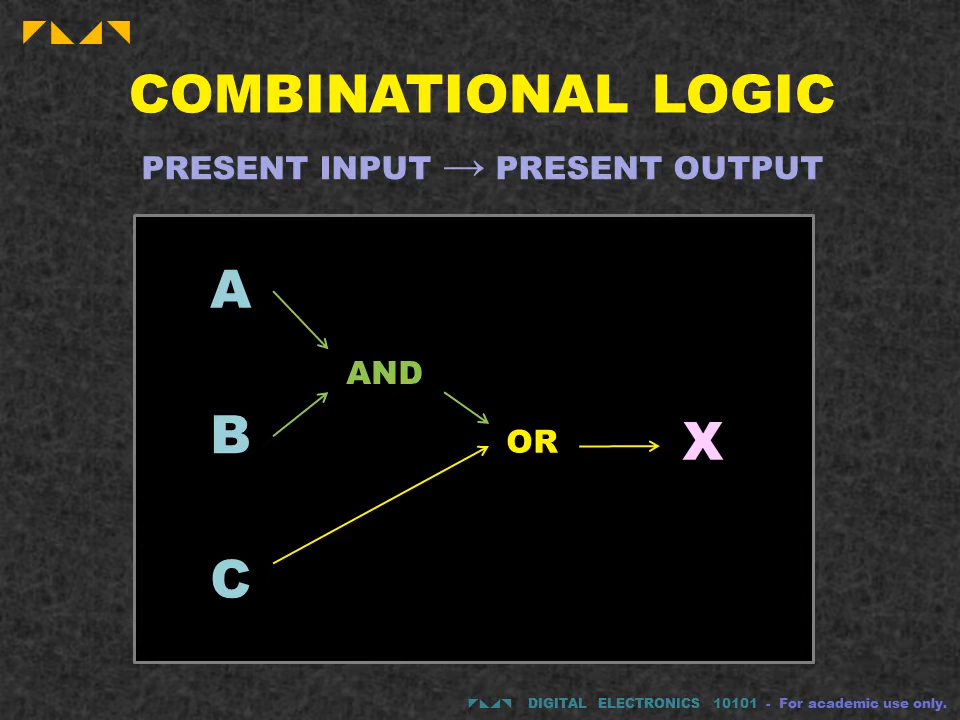 COMBINATIONAL LOGIC
PRESENT INPUT → PRESENT OUTPUT
A
AND
B
OR X
C
DIGITAL ELECTRONICS 10101 - For academic use only.